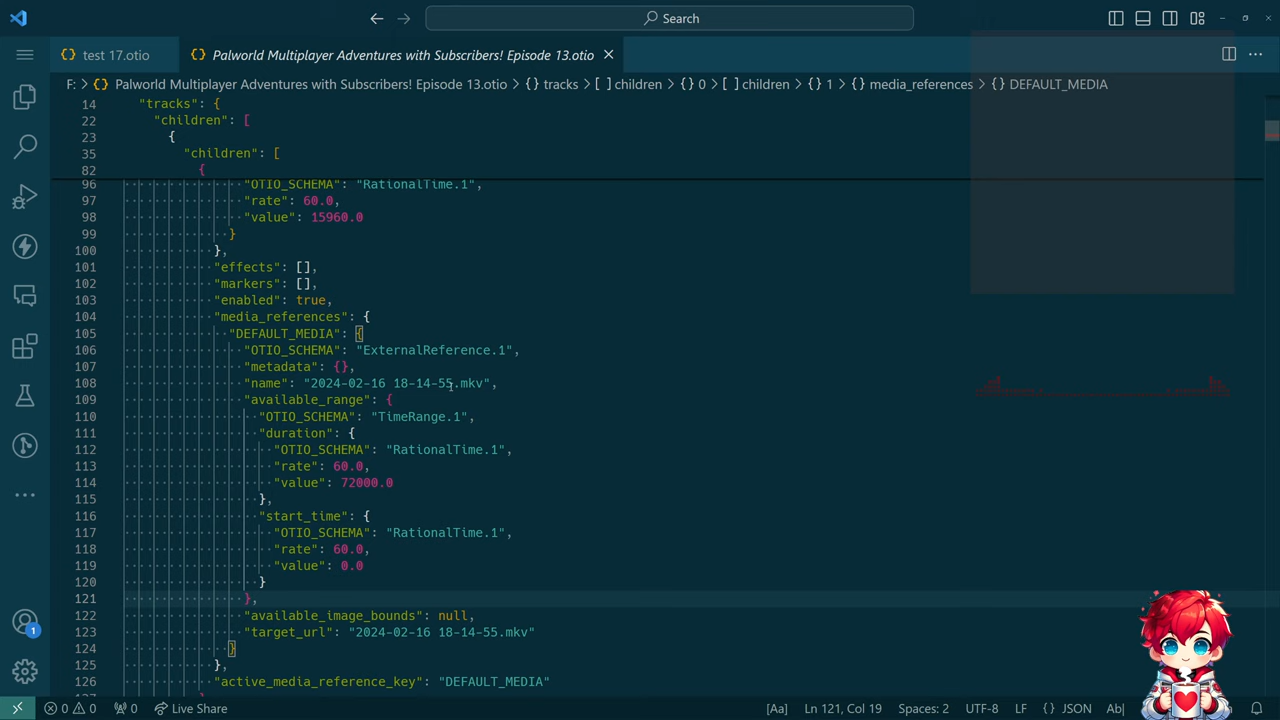 Search
test 17.otio
Palworld Multiplayer Adventures with Subscribers! Episode 13.otio
F: > Palworld Multiplayer Adventures with Subscribers! Episode 13.otio > {} tracks > [ ] children > {} 0 > [ ] children > {} 1 > {} media_references > {} DEFAULT_MEDIA
14 "tracks": {
22 "children": [
23 {
35 "children": [
82 {
96 "OTIO_SCHEMA": "RationalTime.1",
97 "rate": 60.0,
98 "value": 15960.0
99 }
100 },
101 "effects": [],
102 "markers": [],
103 "enabled": true,
104 "media_references": {
105 "DEFAULT_MEDIA": {
106 "OTIO_SCHEMA": "ExternalReference.1",
107 "metadata": {},
108 "name": "2024-02-16 18-14-55.mkv",
109 "available_range": {
110 "OTIO_SCHEMA": "TimeRange.1",
111 "duration": {
112 "OTIO_SCHEMA": "RationalTime.1",
113 "rate": 60.0,
114 "value": 72000.0
115 },
116 "start_time": {
117 "OTIO_SCHEMA": "RationalTime.1",
118 "rate": 60.0,
119 "value": 0.0
120 }
121 },
122 "available_image_bounds": null,
123 "target_url": "2024-02-16 18-14-55.mkv"
124 }
125 },
126 "active_media_reference_key": "DEFAULT_MEDIA"
1
0 0 0 Live Share [Aa] Ln 121, Col 19 Spaces: 2 UTF-8 LF {} JSON Ab|